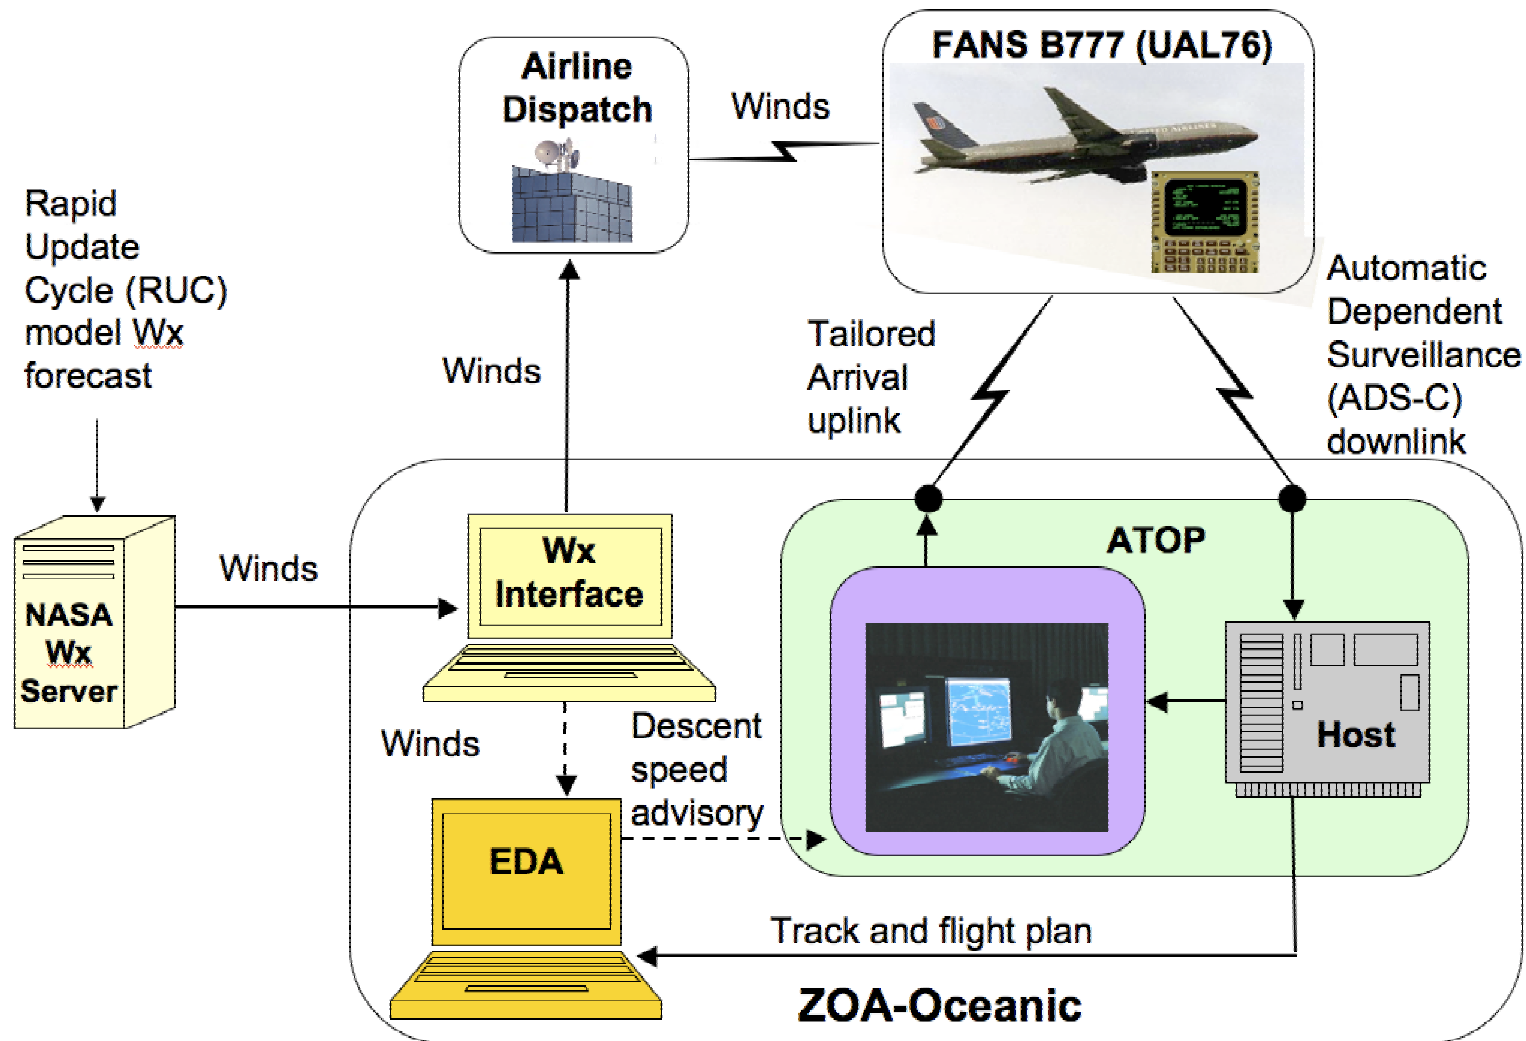 FANS B777 (UAL76)
Airline
Dispatch
Winds
UNITED AIRLINES
Rapid
Update
Cycle (RUC)
model Wx
forecast
Winds
Tailored
Arrival
uplink
Automatic
Dependent
Surveillance
(ADS-C)
downlink
NASA
Wx
Server
Winds
Wx
Interface
ATOP
Host
Winds
Descent
speed
advisory
EDA
Track and flight plan
ZOA-Oceanic